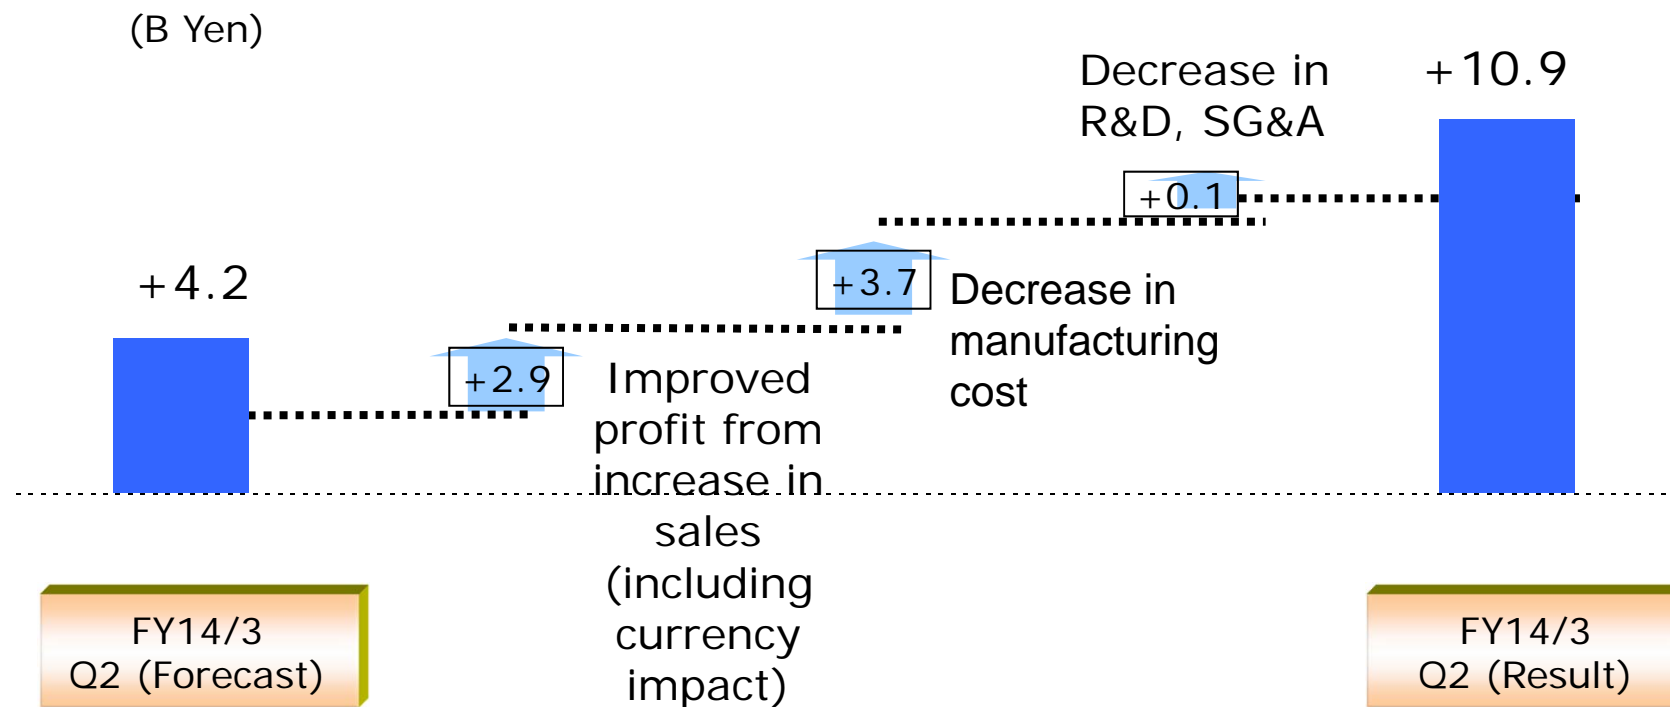 (B Yen)
Decrease in
R&D, SG&A
+10.9
+0.1
+4.2
+3.7
Decrease in
manufacturing
cost
+2.9
Improved
profit from
increase in
sales
(including
currency
impact)
FY14/3
Q2 (Forecast)
FY14/3
Q2 (Result)